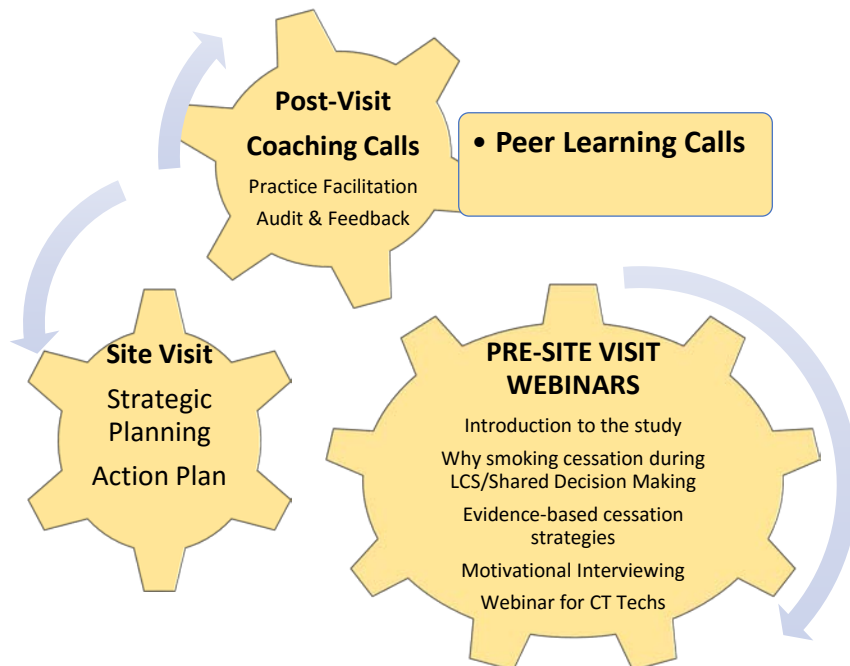 Post-Visit
Coaching Calls
Practice Facilitation
Audit & Feedback
• Peer Learning Calls
Site Visit
Strategic
Planning
Action Plan
PRE-SITE VISIT
WEBINARS
Introduction to the study
Why smoking cessation during
LCS/Shared Decision Making
Evidence-based cessation
strategies
Motivational Interviewing
Webinar for CT Techs